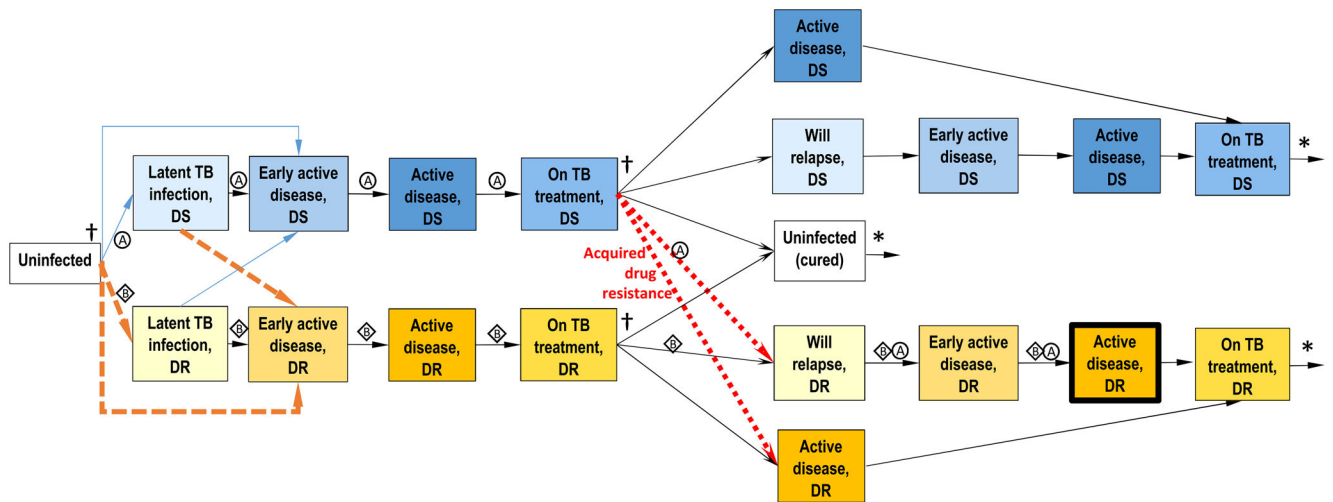 Active
disease,
DS
†
Latent TB
infection,
DS
A
Early active
disease,
DS
A
Active
disease,
DS
A
On TB
treatment,
DS
†
Will
relapse,
DS
Early active
disease,
DS
Active
disease,
DS
On TB
treatment,
DS
*
Uninfected
A
B
Acquired
drug
resistance
A
Uninfected
(cured)
*
Latent TB
infection,
DR
B
Early active
disease,
DR
B
Active
disease,
DR
B
On TB
treatment,
DR
†
B
Will
relapse,
DR
B A
Early active
disease,
DR
B A
Active
disease,
DR
On TB
treatment,
DR
*
Active
disease,
DR